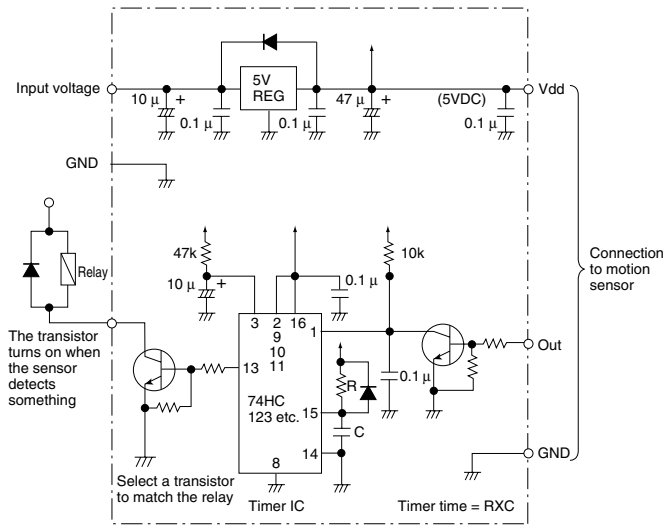 Input voltage
10 μ +
0.1 μ
5V
REG
0.1 μ
47 μ +
(5VDC)
0.1 μ
Vdd
GND
Relay
47k
10 μ +
0.1 μ
10k
Connection
to motion
sensor
3 2 16
9
10
11
1
13
74HC
123 etc.
15
14
8
R
C
0.1 μ
Out
GND
The transistor
turns on when
the sensor
detects
something
Select a transistor
to match the relay
Timer IC
Timer time = RXC